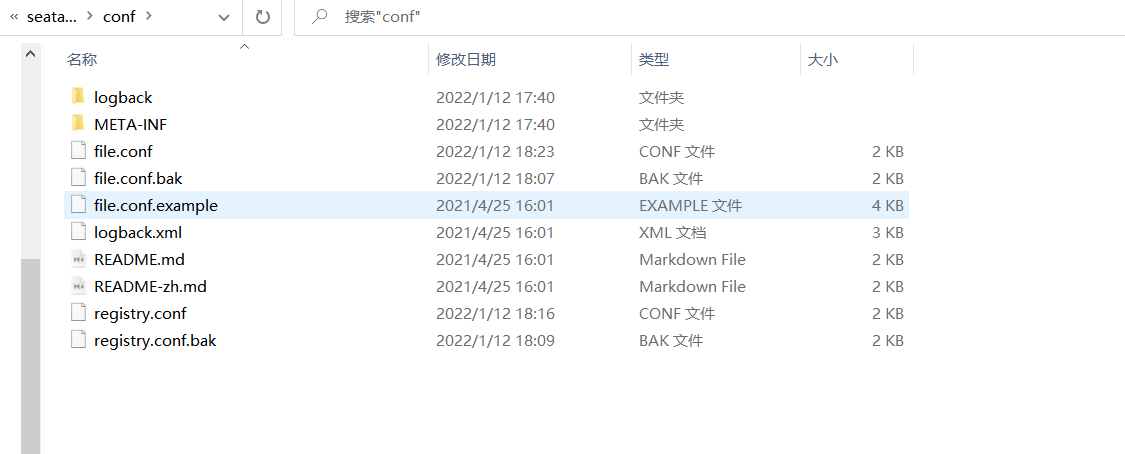 « seata... > conf > 搜索"conf"
名称 修改日期 类型 大小
logback 2022/1/12 17:40 文件夹
META-INF 2022/1/12 17:40 文件夹
file.conf 2022/1/12 18:23 CONF 文件 2 KB
file.conf.bak 2022/1/12 18:07 BAK 文件 2 KB
file.conf.example 2021/4/25 16:01 EXAMPLE 文件 4 KB
logback.xml 2021/4/25 16:01 XML 文档 3 KB
README.md 2021/4/25 16:01 Markdown File 2 KB
README-zh.md 2021/4/25 16:01 Markdown File 2 KB
registry.conf 2022/1/12 18:16 CONF 文件 2 KB
registry.conf.bak 2022/1/12 18:09 BAK 文件 2 KB